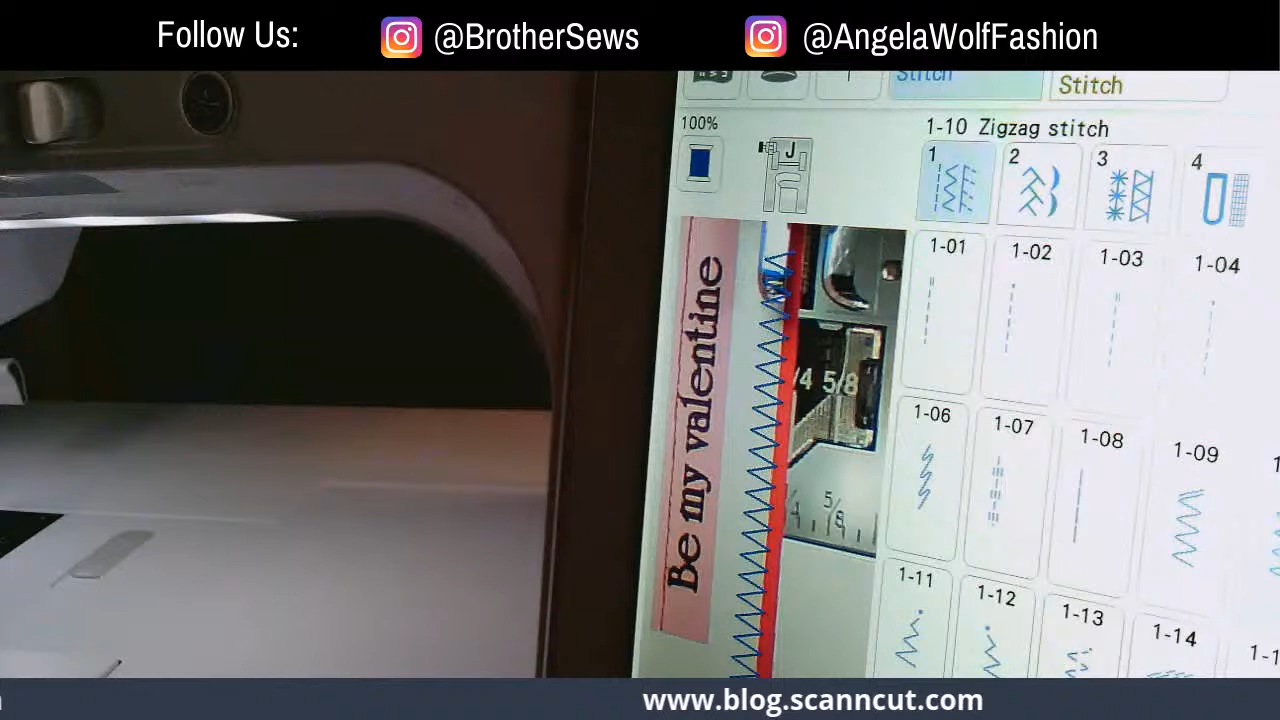 Follow Us: @BrotherSews @AngelaWolfFashion
Stitch
Stitch
100%
1-10 Zigzag stitch
J
1
2
3
4
1-01
1-02
1-03
1-04
Be my valentine
/4 5/8
5/8
1-06
1-07
1-08
1-09
1-11
1-12
1-13
1-14
www.blog.scanncut.com